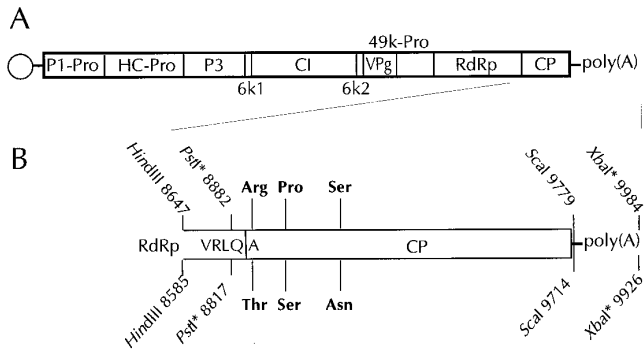 A
49k-Pro
P1-Pro HC-Pro P3 CI VPg RdRp CP poly(A)
6k1 6k2
B
HindIII 8647 PstI* 8882 Arg Pro Ser ScaI 9779 XbaI* 9984
RdRp VRLQ A CP poly(A)
HindIII 8585 PstI* 8817 Thr Ser Asn ScaI 9714 XbaI* 9926